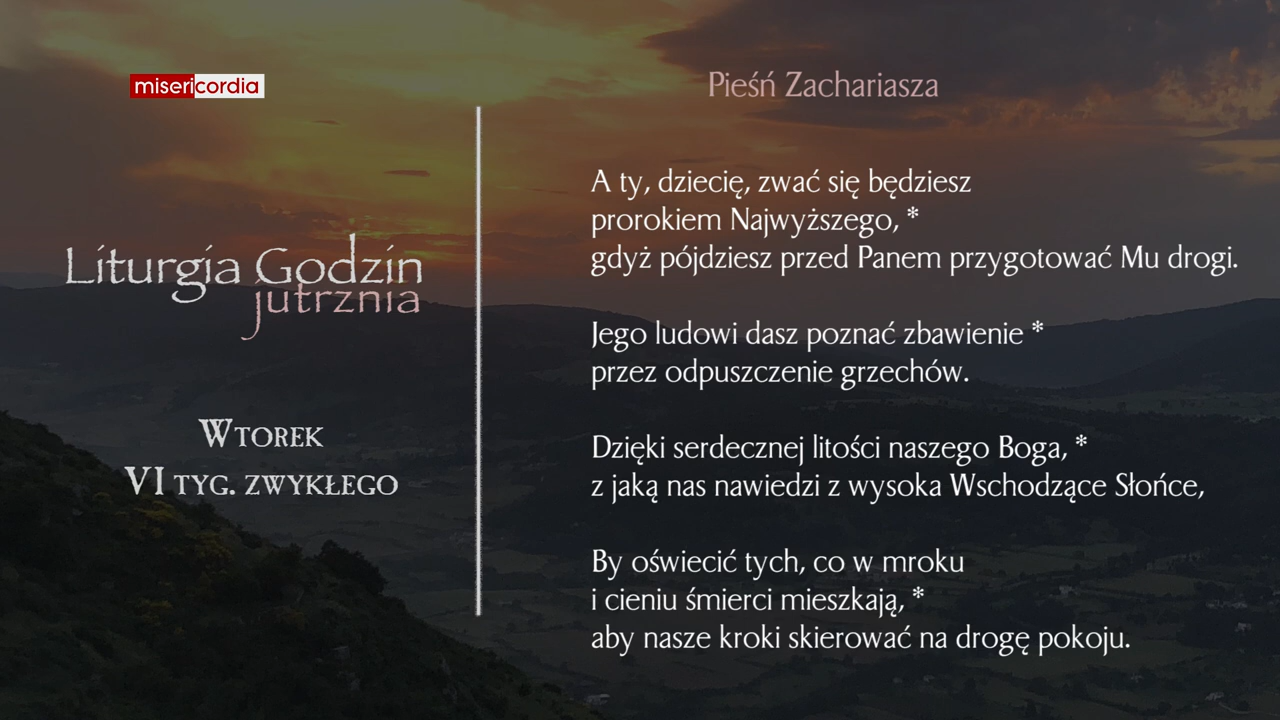 misericordia
Liturgia Godzin
jutrznia
Wtorek
VI tyg. zwykłego
Pieśń Zachariasza
A ty, dziecię, zwać się będziesz
prorokiem Najwyższego, *
gdyż pójdziesz przed Panem przygotować Mu drogi.
Jego ludowi dasz poznać zbawienie *
przez odpuszczenie grzechów.
Dzięki serdecznej litości naszego Boga, *
z jaką nas nawiedzi z wysoka Wschodzące Słońce,
By oświecić tych, co w mroku
i cieniu śmierci mieszkają, *
aby nasze kroki skierować na drogę pokoju.